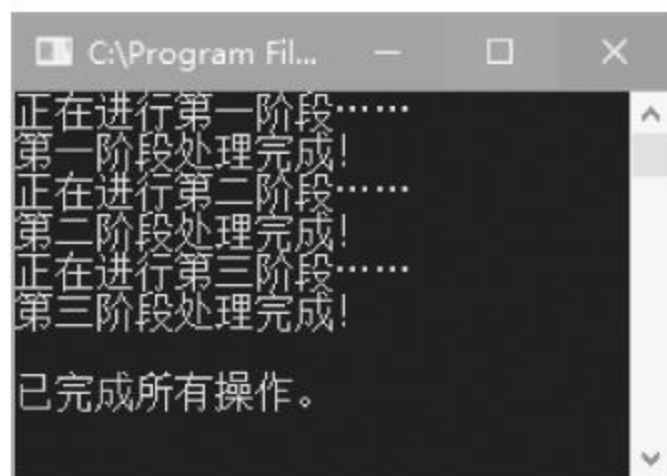 C:\Program Fil...
正在进行第一阶段……
第一阶段处理完成！
正在进行第二阶段……
第二阶段处理完成！
正在进行第三阶段……
第三阶段处理完成！
已完成所有操作。